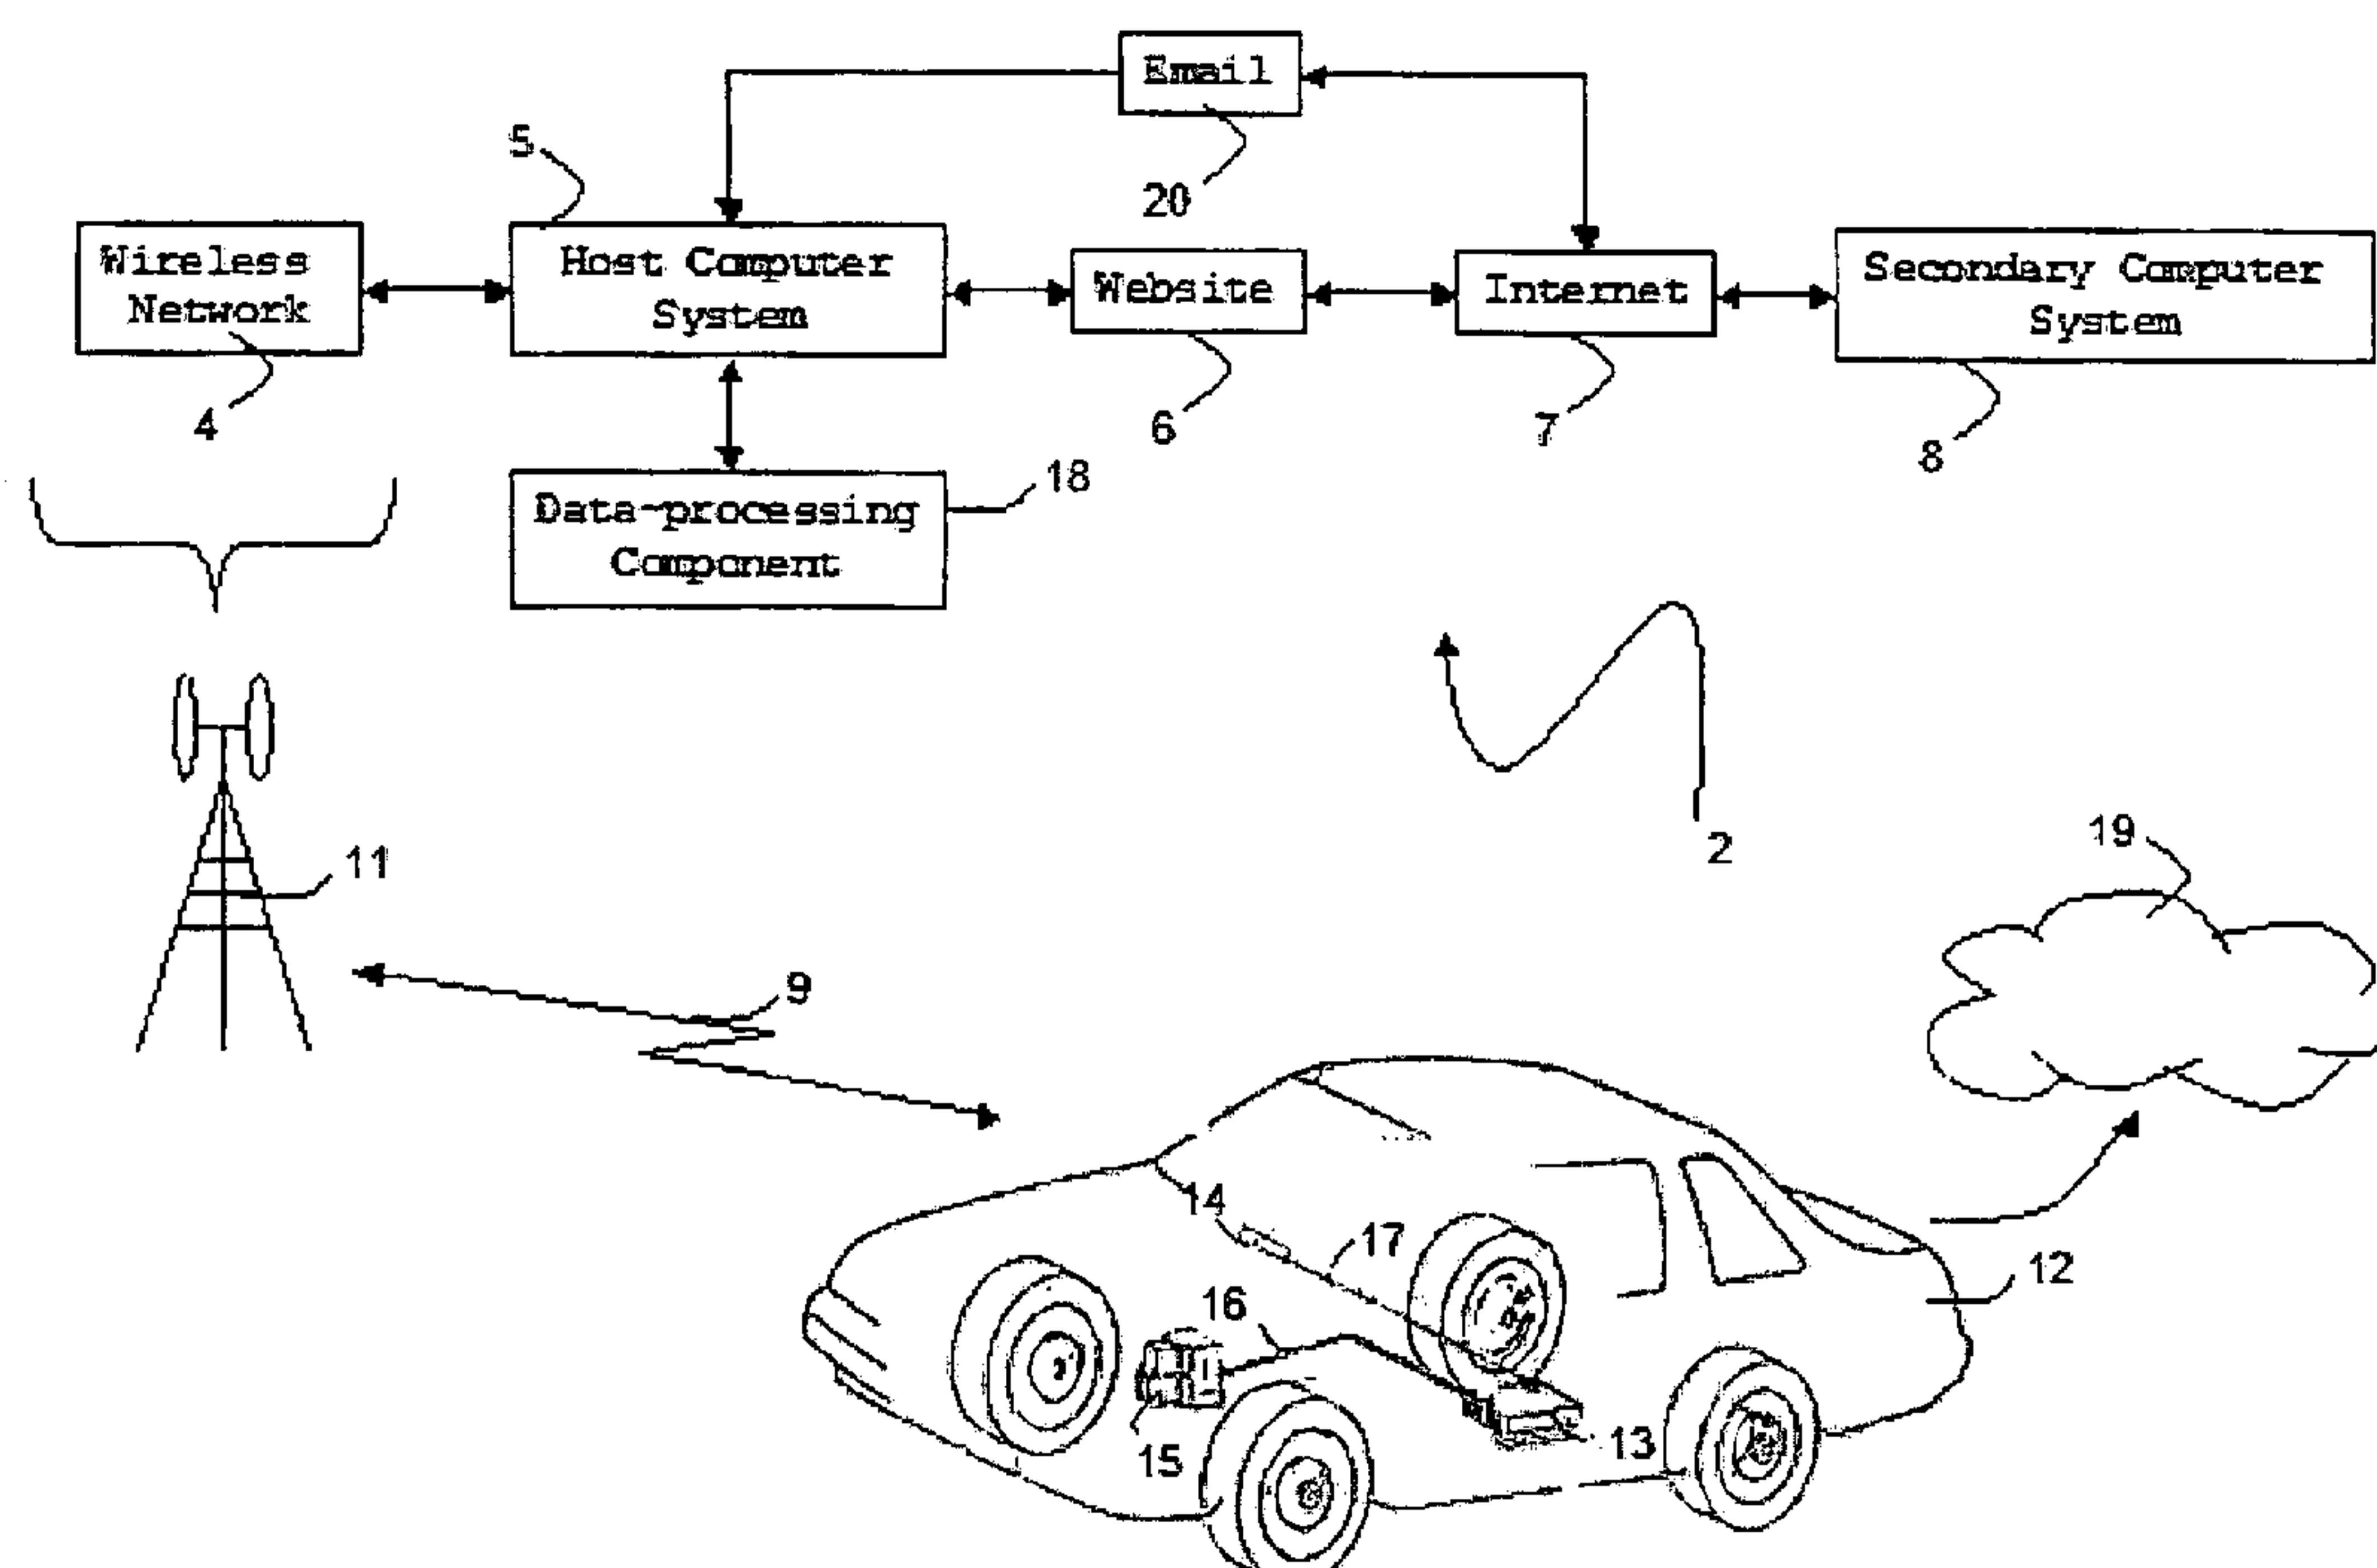 Email
20
5
Wireless
Network
4
Host Computer
System
Website
6
Internet
7
Secondary Computer
System
8
Data-processing
Component
18
11
2
19
9
14
17
16
12
15
13